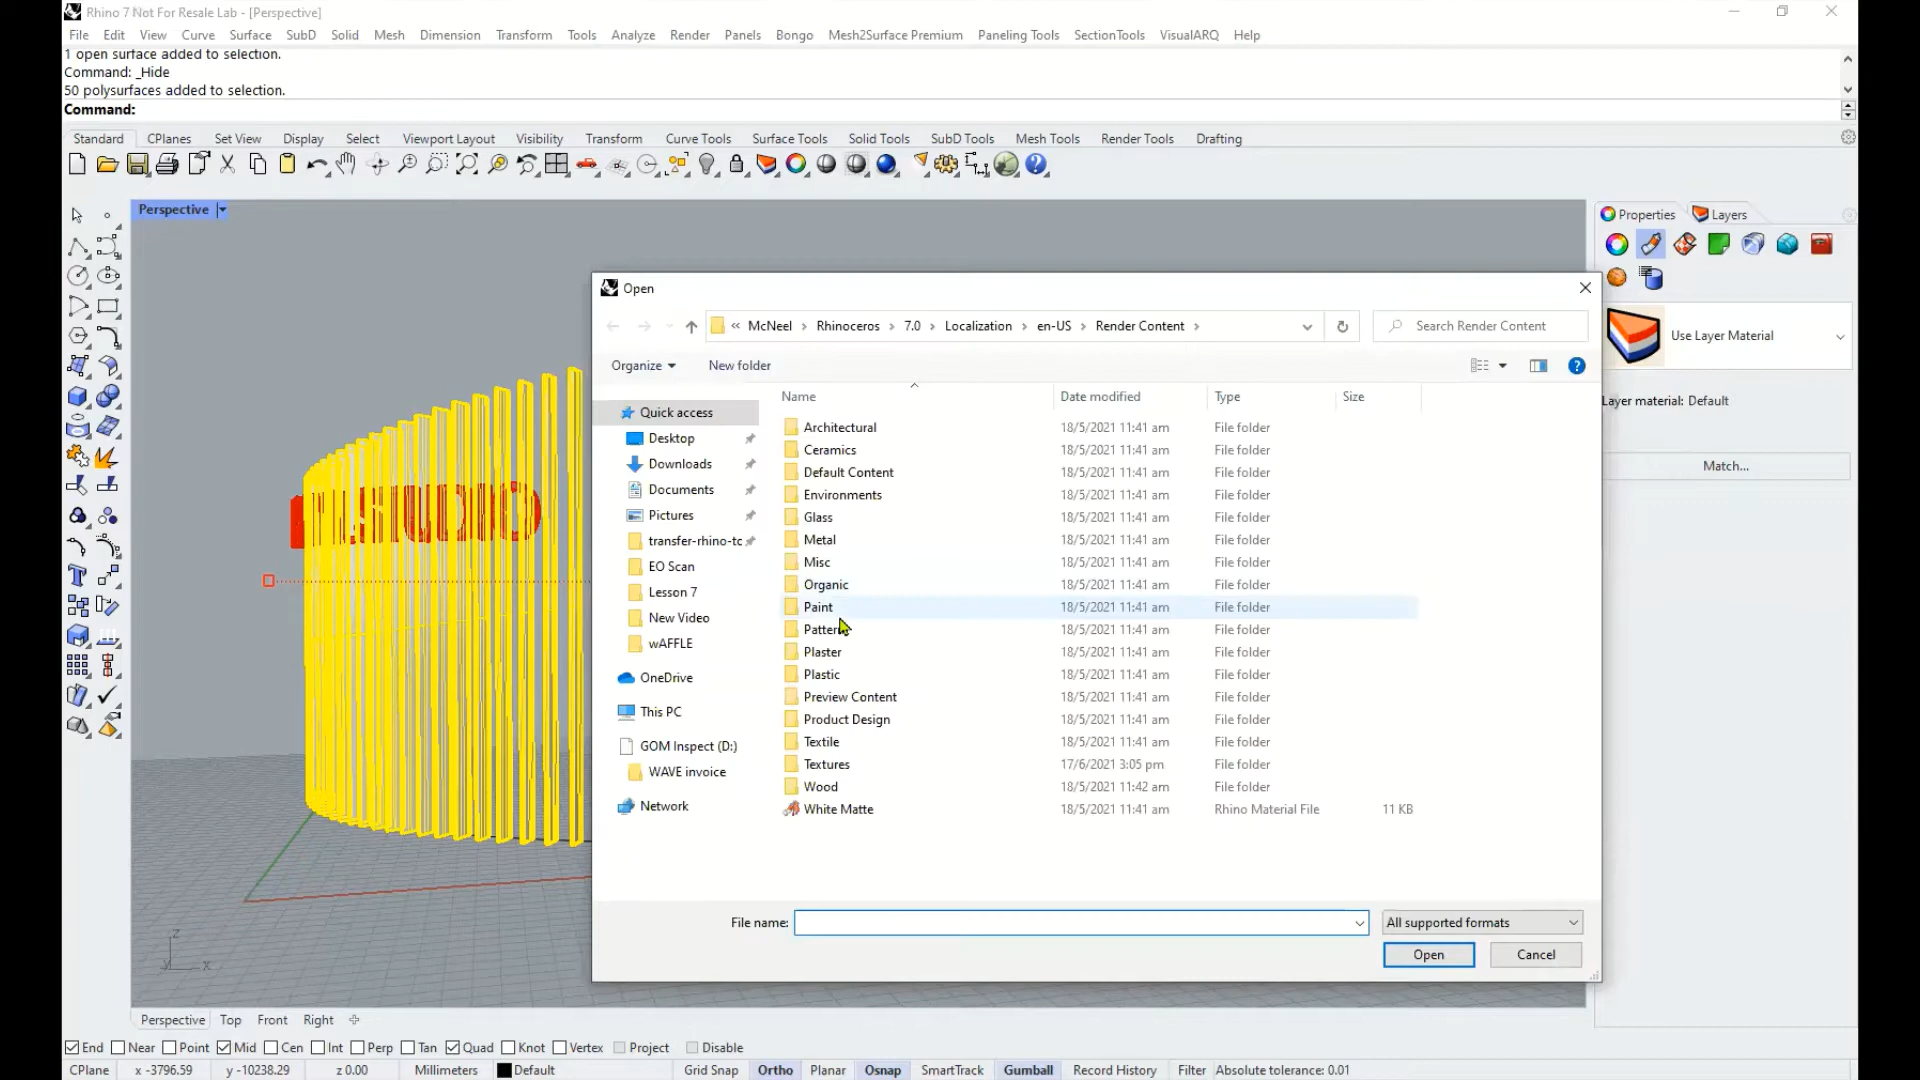 Rhino 7 Not For Resale Lab - [Perspective]
File Edit View Curve Surface SubD Solid Mesh Dimension Transform Tools Analyze Render Panels Bongo Mesh2Surface Premium Paneling Tools SectionTools VisualARQ Help
1 open surface added to selection.
Command: _Hide
50 polysurfaces added to selection.
Command:
Standard CPlanes Set View Display Select Viewport Layout Visibility Transform Curve Tools Surface Tools Solid Tools SubD Tools Mesh Tools Render Tools Drafting
Perspective
Properties Layers
Use Layer Material
Layer material: Default
Match...
Open
« McNeel > Rhinoceros > 7.0 > Localization > en-US > Render Content >
Search Render Content
Organize New folder
Name Date modified Type Size
Quick access
Desktop
Downloads
Documents
Pictures
transfer-rhino-tc
EO Scan
Lesson 7
New Video
wAFFLE
OneDrive
This PC
GOM Inspect (D:)
WAVE invoice
Network
Architectural 18/5/2021 11:41 am File folder
Ceramics 18/5/2021 11:41 am File folder
Default Content 18/5/2021 11:41 am File folder
Environments 18/5/2021 11:41 am File folder
Glass 18/5/2021 11:41 am File folder
Metal 18/5/2021 11:41 am File folder
Misc 18/5/2021 11:41 am File folder
Organic 18/5/2021 11:41 am File folder
Paint 18/5/2021 11:41 am File folder
Pattern 18/5/2021 11:41 am File folder
Plaster 18/5/2021 11:41 am File folder
Plastic 18/5/2021 11:41 am File folder
Preview Content 18/5/2021 11:41 am File folder
Product Design 18/5/2021 11:41 am File folder
Textile 18/5/2021 11:41 am File folder
Textures 17/6/2021 3:05 pm File folder
Wood 18/5/2021 11:42 am File folder
White Matte 18/5/2021 11:41 am Rhino Material File 11 KB
File name: All supported formats
Open Cancel
z
y x
Perspective Top Front Right
End Near Point Mid Cen Int Perp Tan Quad Knot Vertex Project Disable
CPlane x -3796.59 y -10238.29 z 0.00 Millimeters Default Grid Snap Ortho Planar Osnap SmartTrack Gumball Record History Filter Absolute tolerance: 0.01